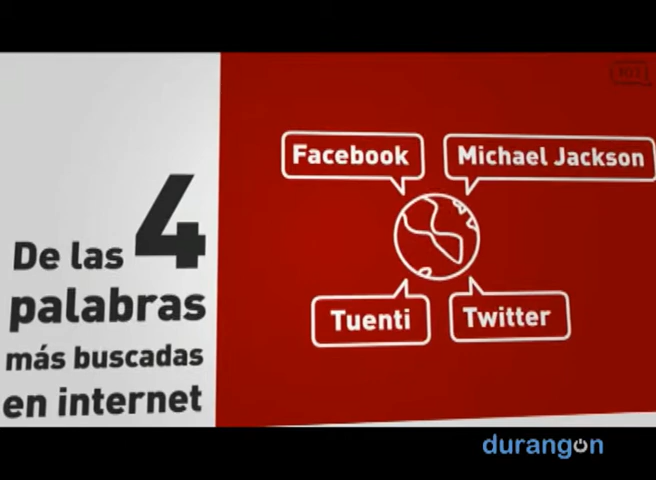 De las 4
palabras
más buscadas
en internet
Facebook
Michael Jackson
Tuenti
Twitter
durangon